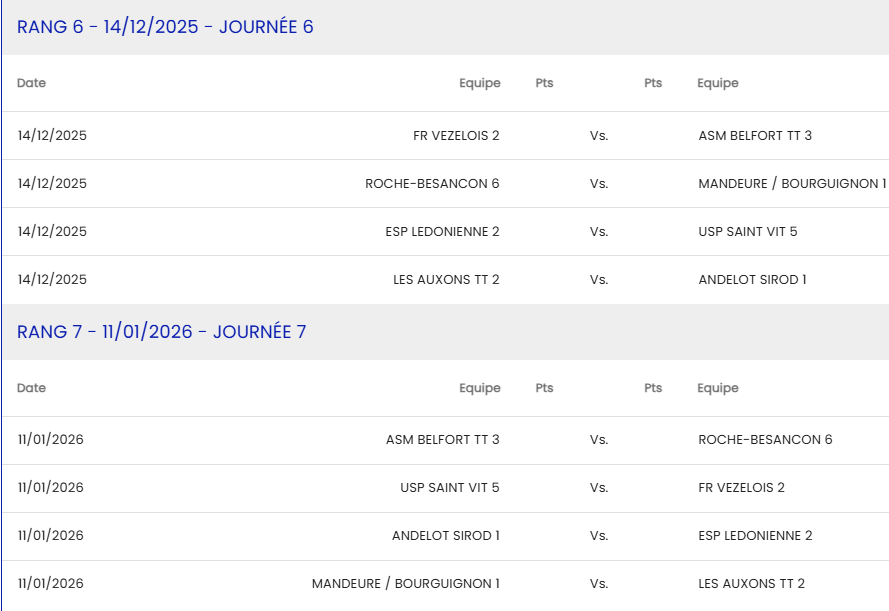 RANG 6 - 14/12/2025 - JOURNÉE 6
Date Equipe Pts Pts Equipe
14/12/2025 FR VEZELOIS 2 Vs. ASM BELFORT TT 3
14/12/2025 ROCHE-BESANCON 6 Vs. MANDEURE / BOURGUIGNON 1
14/12/2025 ESP LEDONIENNE 2 Vs. USP SAINT VIT 5
14/12/2025 LES AUXONS TT 2 Vs. ANDELOT SIROD 1
RANG 7 - 11/01/2026 - JOURNÉE 7
Date Equipe Pts Pts Equipe
11/01/2026 ASM BELFORT TT 3 Vs. ROCHE-BESANCON 6
11/01/2026 USP SAINT VIT 5 Vs. FR VEZELOIS 2
11/01/2026 ANDELOT SIROD 1 Vs. ESP LEDONIENNE 2
11/01/2026 MANDEURE / BOURGUIGNON 1 Vs. LES AUXONS TT 2